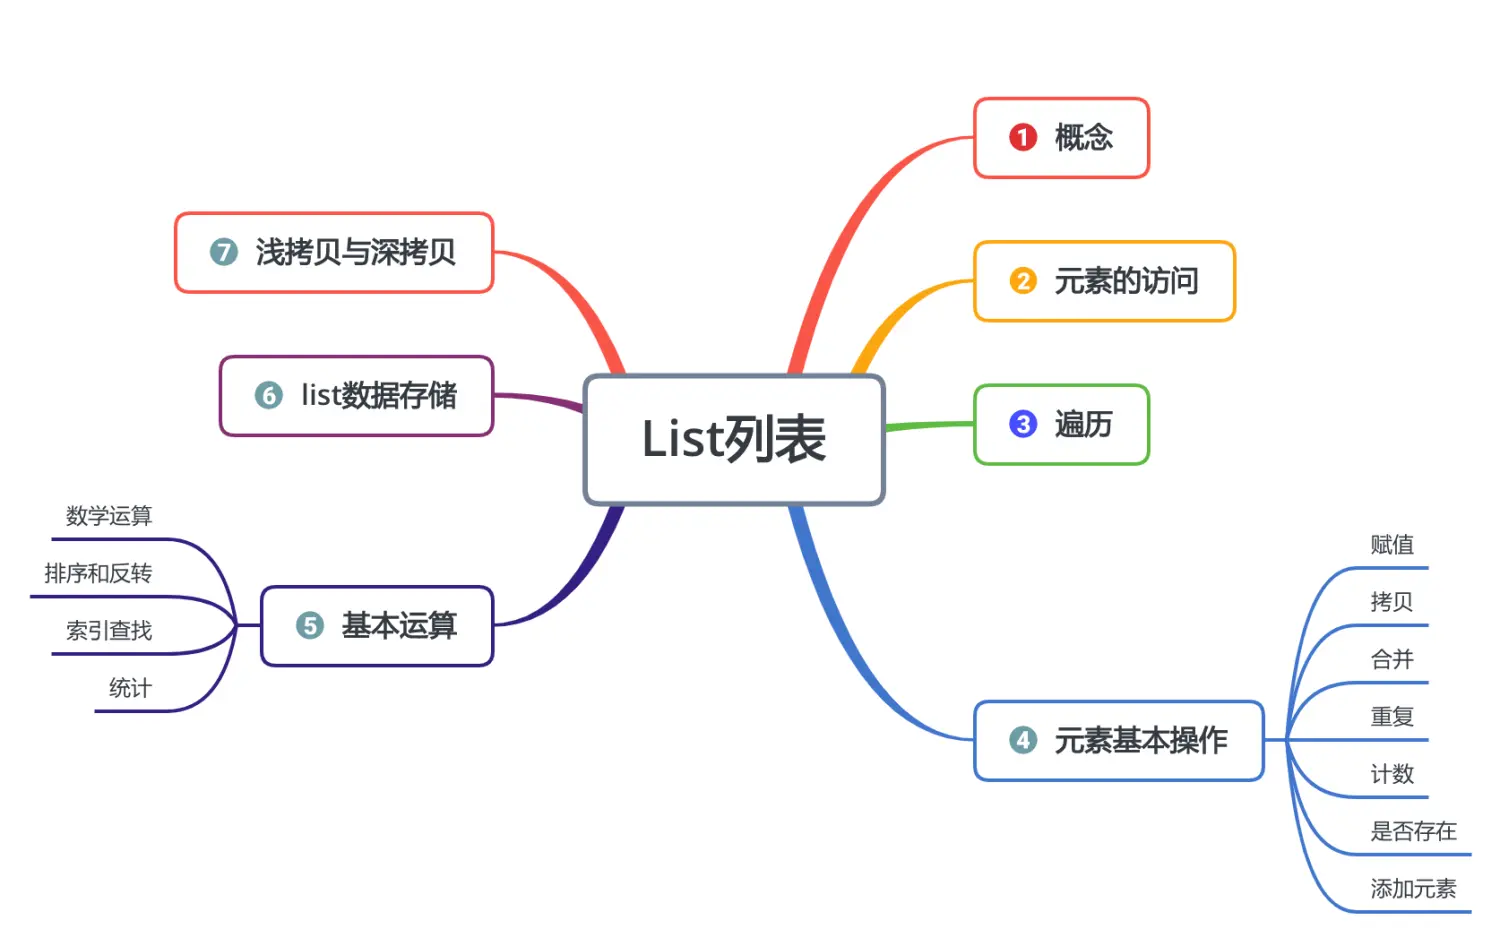 List列表
1 概念
2 元素的访问
3 遍历
4 元素基本操作
赋值
拷贝
合并
重复
计数
是否存在
添加元素
5 基本运算
数学运算
排序和反转
索引查找
统计
6 list数据存储
7 浅拷贝与深拷贝